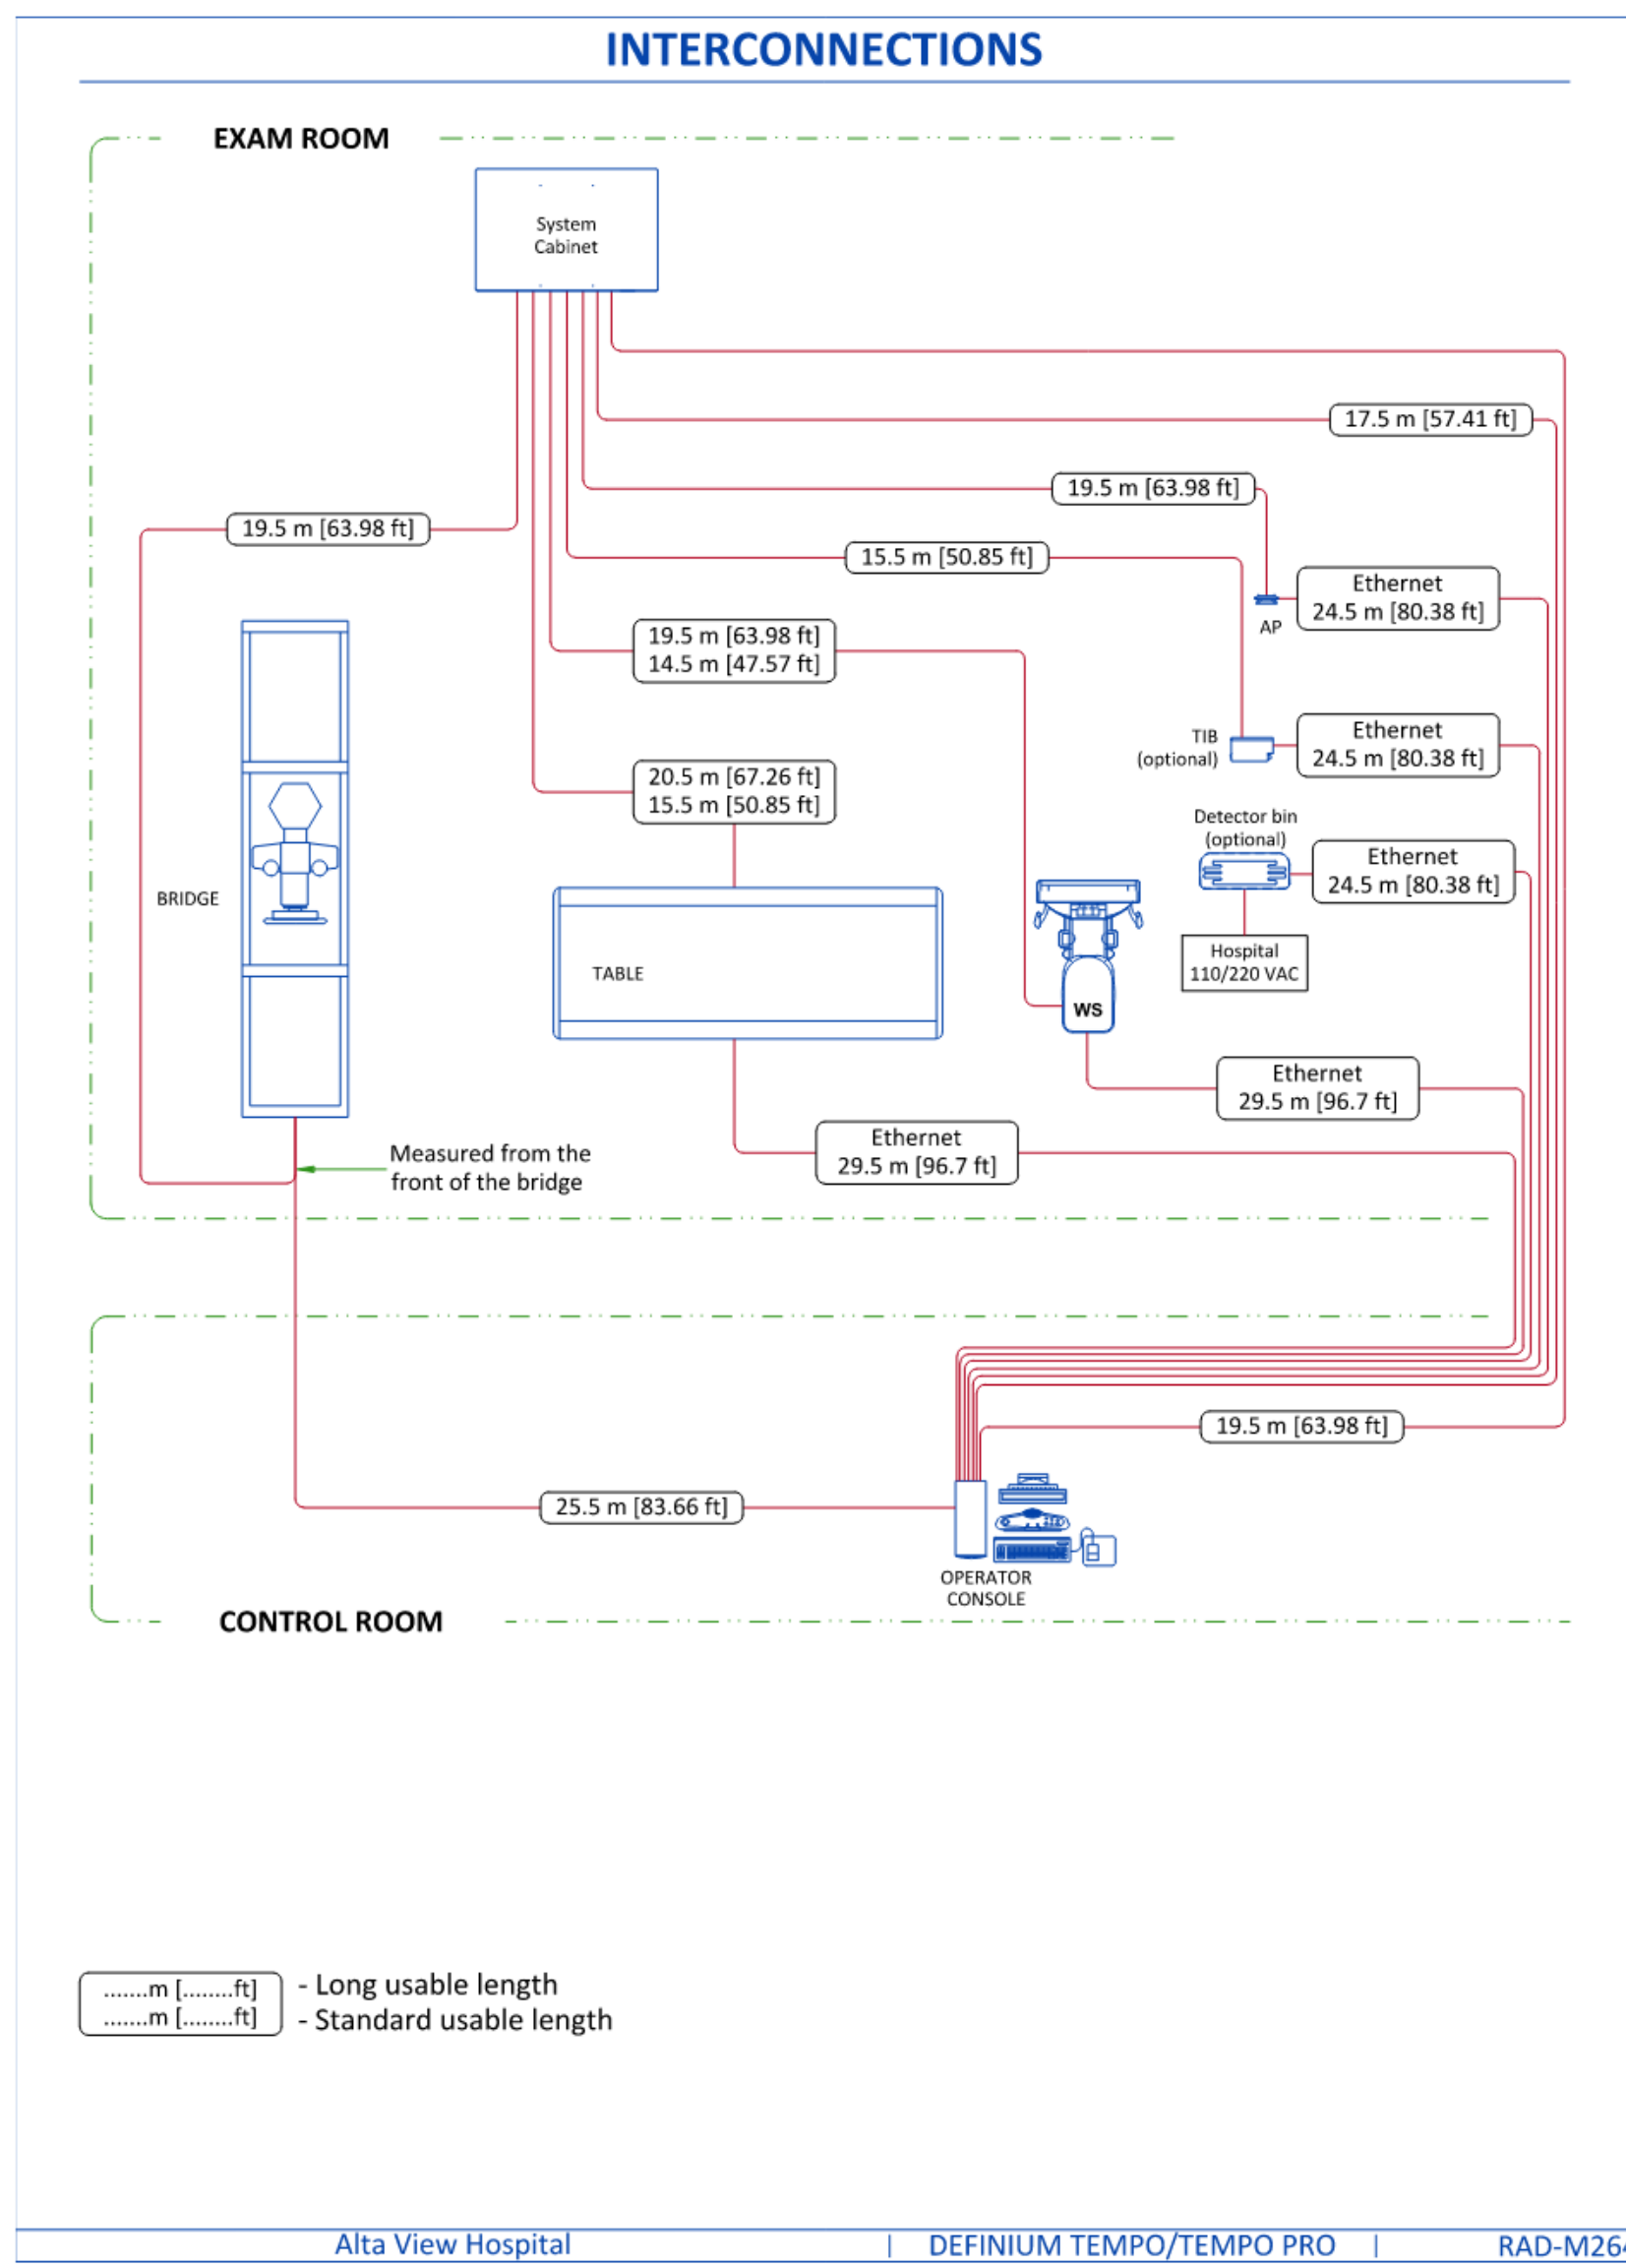 INTERCONNECTIONS
EXAM ROOM
System
Cabinet
17.5 m [57.41 ft]
19.5 m [63.98 ft]
19.5 m [63.98 ft]
15.5 m [50.85 ft]
Ethernet
24.5 m [80.38 ft]
AP
19.5 m [63.98 ft]
14.5 m [47.57 ft]
TIB
(optional)
Ethernet
24.5 m [80.38 ft]
20.5 m [67.26 ft]
15.5 m [50.85 ft]
Detector bin
(optional)
Ethernet
24.5 m [80.38 ft]
BRIDGE
TABLE
Hospital
110/220 VAC
WS
Ethernet
29.5 m [96.7 ft]
Ethernet
29.5 m [96.7 ft]
Measured from the
front of the bridge
19.5 m [63.98 ft]
25.5 m [83.66 ft]
OPERATOR
CONSOLE
CONTROL ROOM
.......m [........ft] - Long usable length
.......m [........ft] - Standard usable length
Alta View Hospital | DEFINIUM TEMPO/TEMPO PRO | RAD-M264